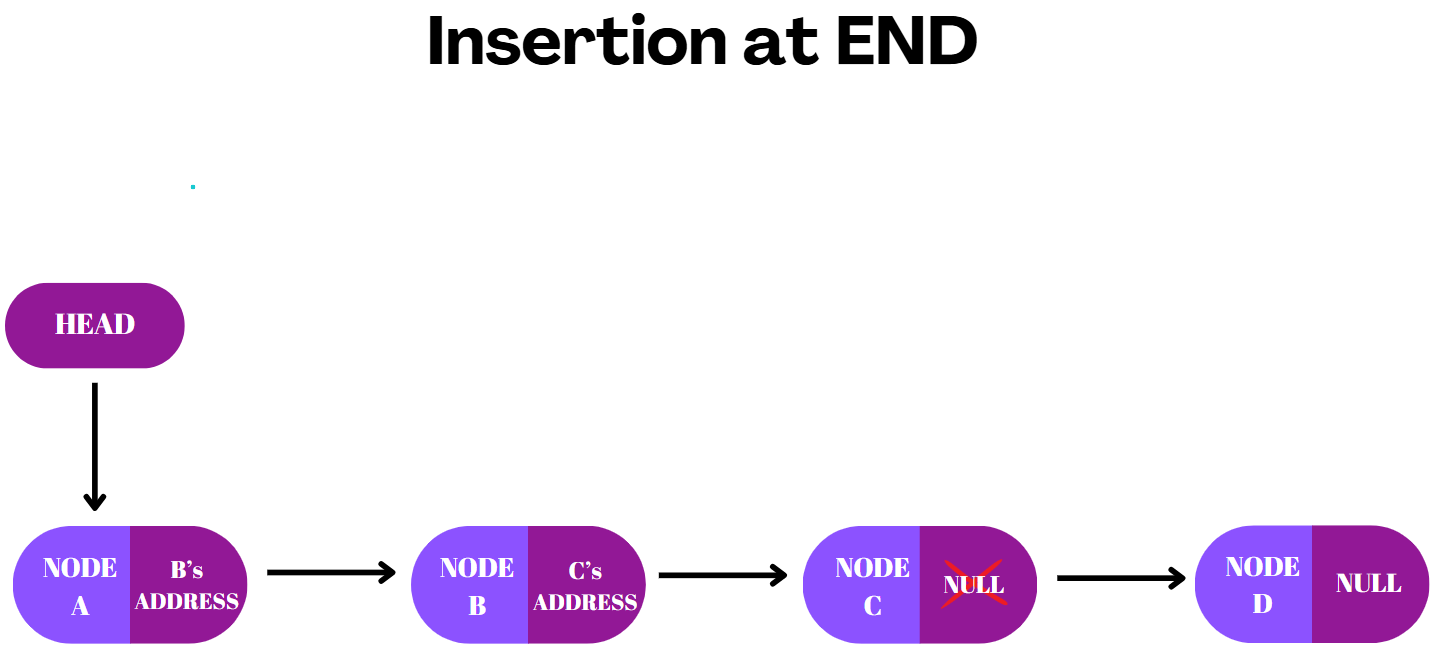 Insertion at END
HEAD
NODE
A
B's
ADDRESS
NODE
B
C's
ADDRESS
NODE
C
NULL
NODE
D
NULL